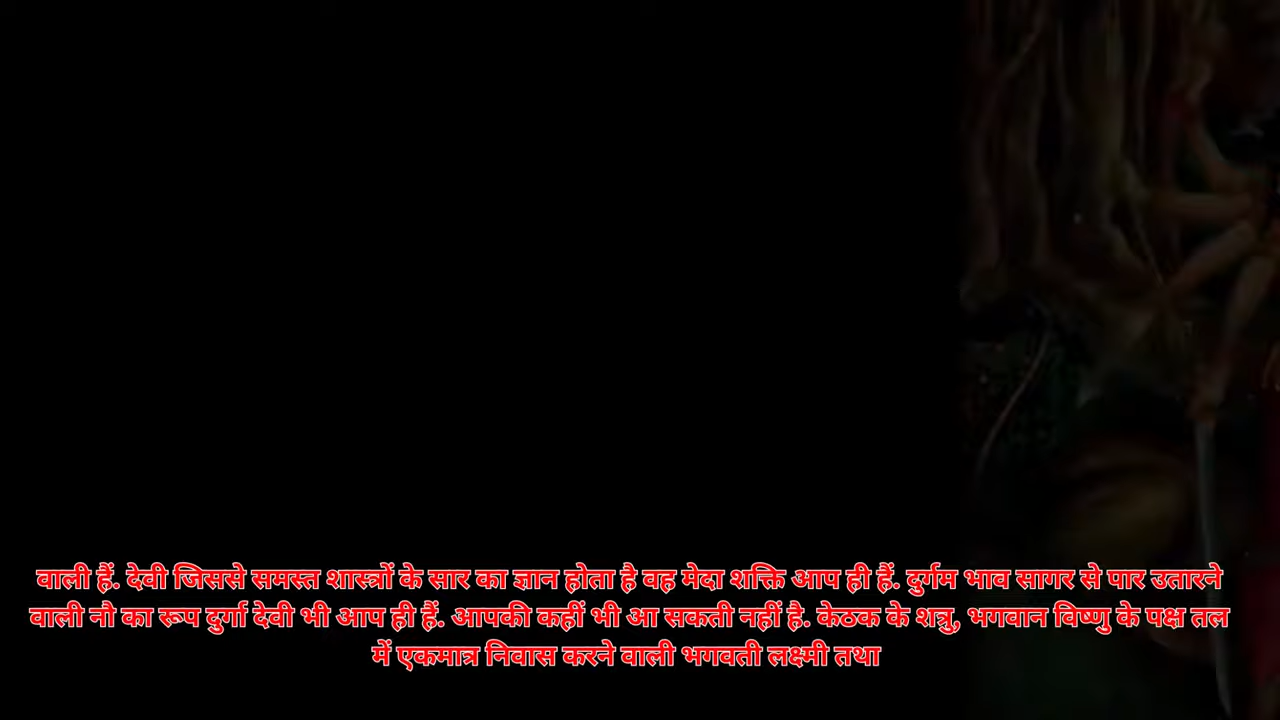 वाली हैं. देवी जिससे समस्त शास्त्रों के सार का ज्ञान होता है वह मेदा शक्ति आप ही हैं. दुर्गम भाव सागर से पार उतारने
वाली नौ का रूप दुर्गा देवी भी आप ही हैं. आपकी कहीं भी आ सकती नहीं है. केठक के शत्रु, भगवान विष्णु के पक्ष तल
में एकमात्र निवास करने वाली भगवती लक्ष्मी तथा